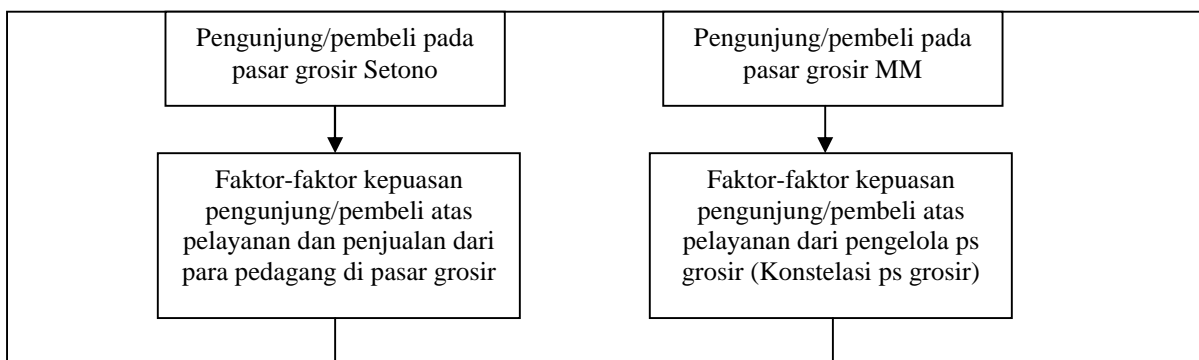 Pengunjung/pembeli pada
pasar grosir Setono
Pengunjung/pembeli pada
pasar grosir MM
Faktor-faktor kepuasan
pengunjung/pembeli atas
pelayanan dan penjualan dari
para pedagang di pasar grosir
Faktor-faktor kepuasan
pengunjung/pembeli atas
pelayanan dari pengelola ps
grosir (Konstelasi ps grosir)